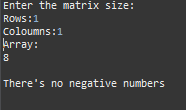 Enter the matrix size:
Rows:1
Coloumns:1
Array:
8
There's no negative numbers